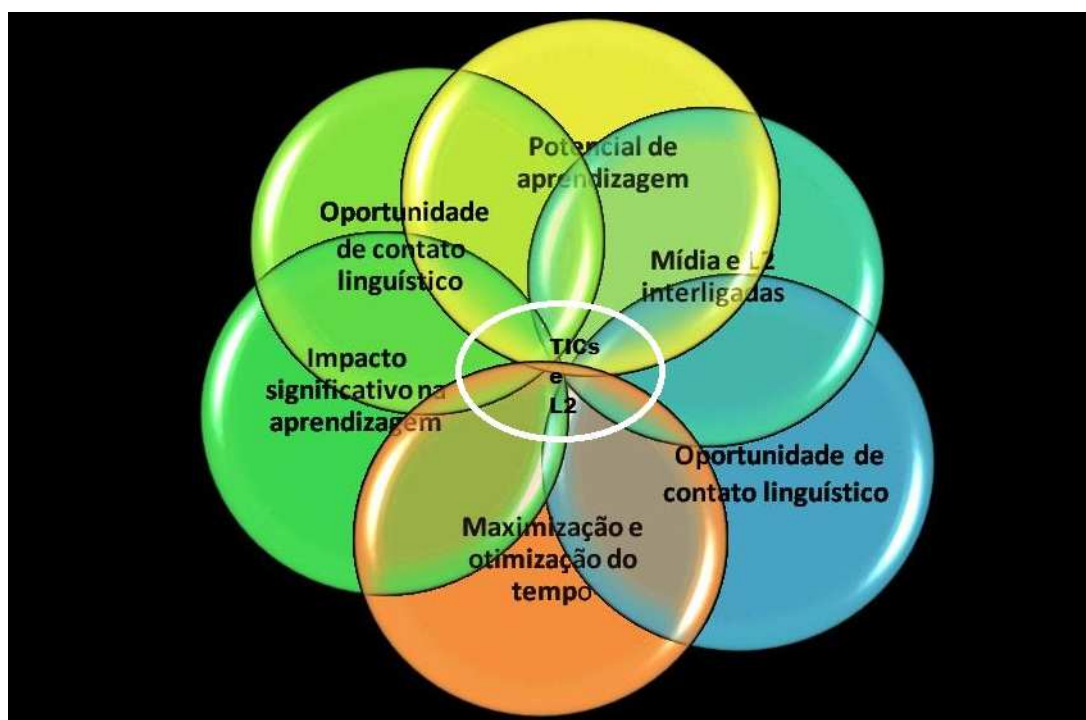 Potencial de
aprendizagem
Oportunidade
de contato
linguístico
Mídia e L2
interligadas
TICs
e
L2
Impacto
significativo na
aprendizagem
Oportunidade de
contato linguístico
Maximização e
otimização do
tempo